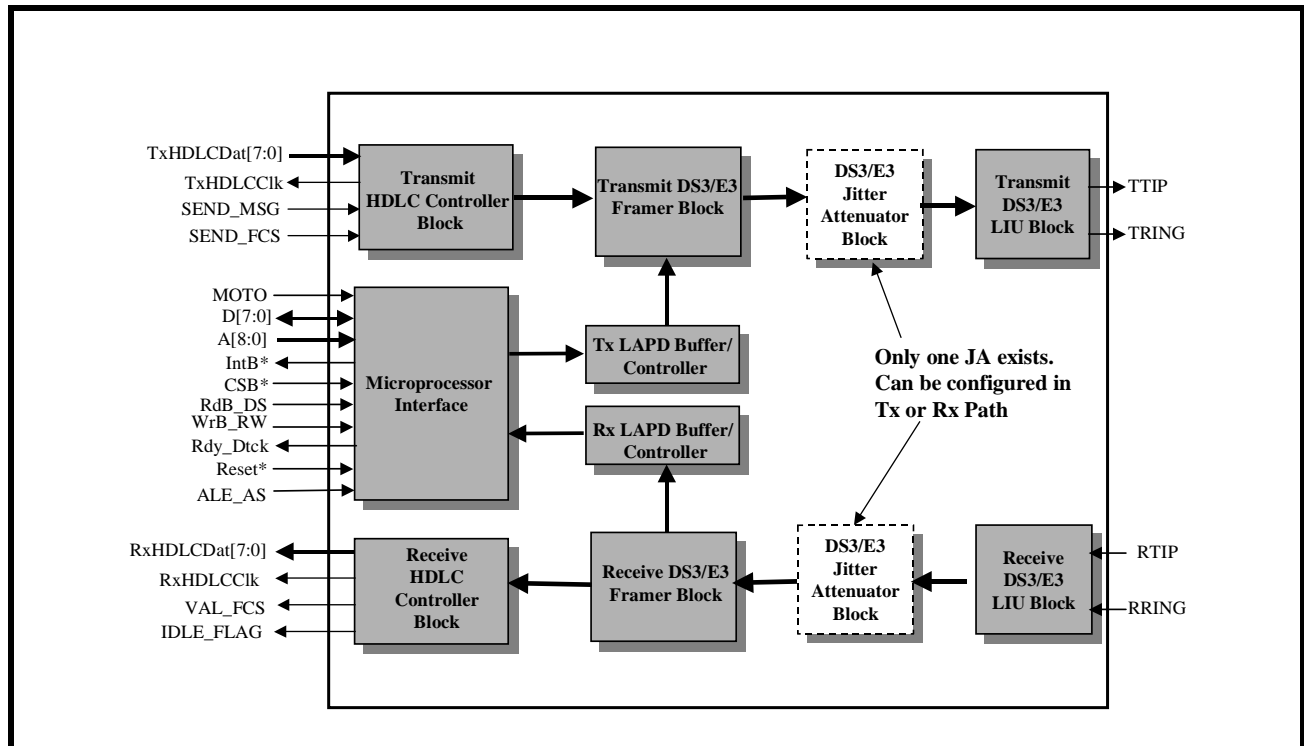 TxHDLCDat[7:0]
TxHDLCClk
SEND_MSG
SEND_FCS
Transmit
HDLC Controller
Block
Transmit DS3/E3
Framer Block
DS3/E3
Jitter
Attenuator
Block
Transmit
DS3/E3
LIU Block
TTIP
TRING
MOTO
D[7:0]
A[8:0]
IntB*
CSB*
RdB_DS
WrB_RW
Rdy_Dtck
Reset*
ALE_AS
Microprocessor
Interface
Tx LAPD Buffer/
Controller
Rx LAPD Buffer/
Controller
Only one JA exists.
Can be configured in
Tx or Rx Path
RxHDLCDat[7:0]
RxHDLCClk
VAL_FCS
IDLE_FLAG
Receive
HDLC
Controller
Block
Receive DS3/E3
Framer Block
DS3/E3
Jitter
Attenuator
Block
Receive
DS3/E3
LIU Block
RTIP
RRING